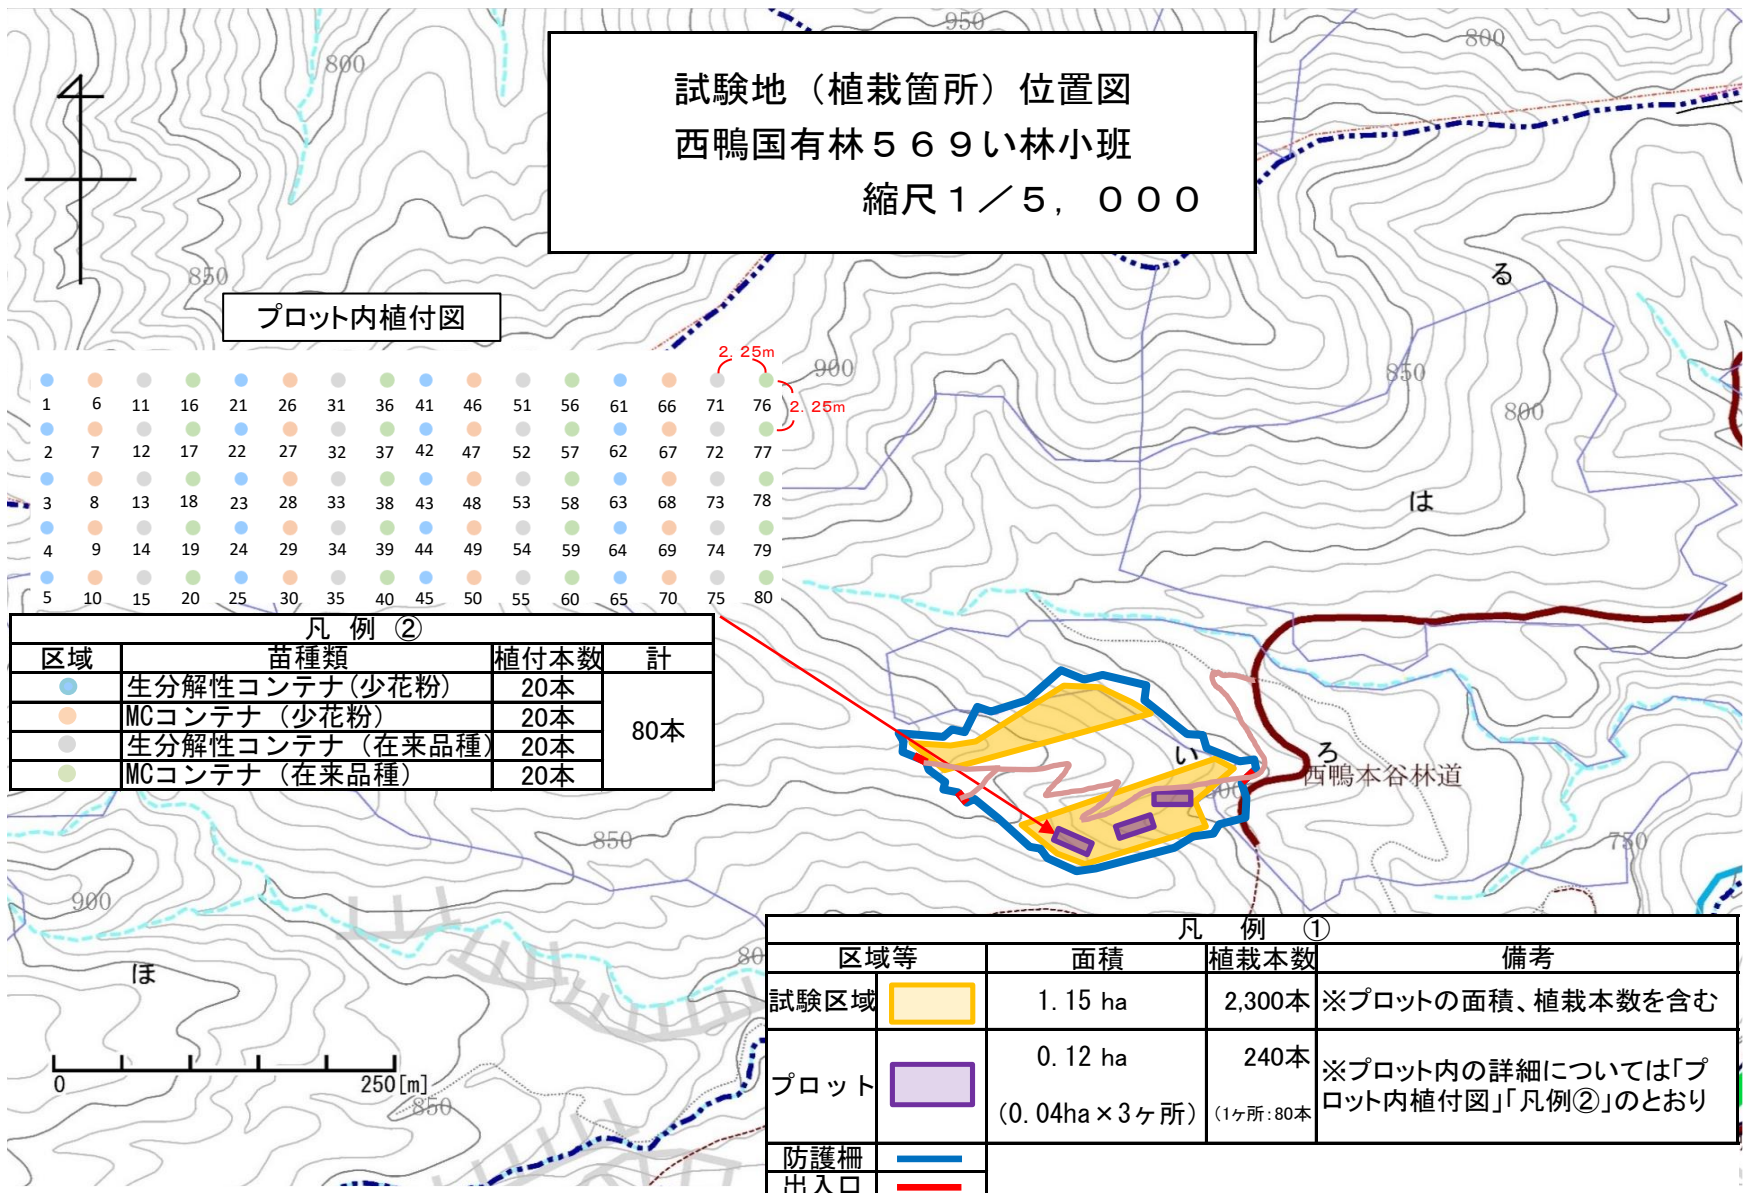 950
800
800
試験地（植栽箇所）位置図
西鴨国有林５６９い林小班
縮尺１／５，０００
850
る
プロット内植付図
2．25m
900
850
1 6 11 16 21 26 31 36 41 46 51 56 61 66 71 76
2．25m
800
2 7 12 17 22 27 32 37 42 47 52 57 62 67 72 77
3 8 13 18 23 28 33 38 43 48 53 58 63 68 73 78
は
4 9 14 19 24 29 34 39 44 49 54 59 64 69 74 79
5 10 15 20 25 30 35 40 45 50 55 60 65 70 75 80
凡 例 ②
区域 苗種類 植付本数 計
生分解性コンテナ（少花粉） 20本
MCコンテナ（少花粉） 20本
80本
生分解性コンテナ（在来品種） 20本
MCコンテナ（在来品種） 20本
い
ろ
西鴨本谷林道
850
750
900
ほ
凡 例 ①
区域等 面積 植栽本数 備考
試験区域 1.15 ha 2,300本 ※プロットの面積、植栽本数を含む
プロット 0.12 ha 240本 ※プロット内の詳細については「プ
ロット内植付図」「凡例②」のとおり
（0.04ha×3ヶ所） （1ヶ所：80本
0 250[m]
850
防護柵
出入口